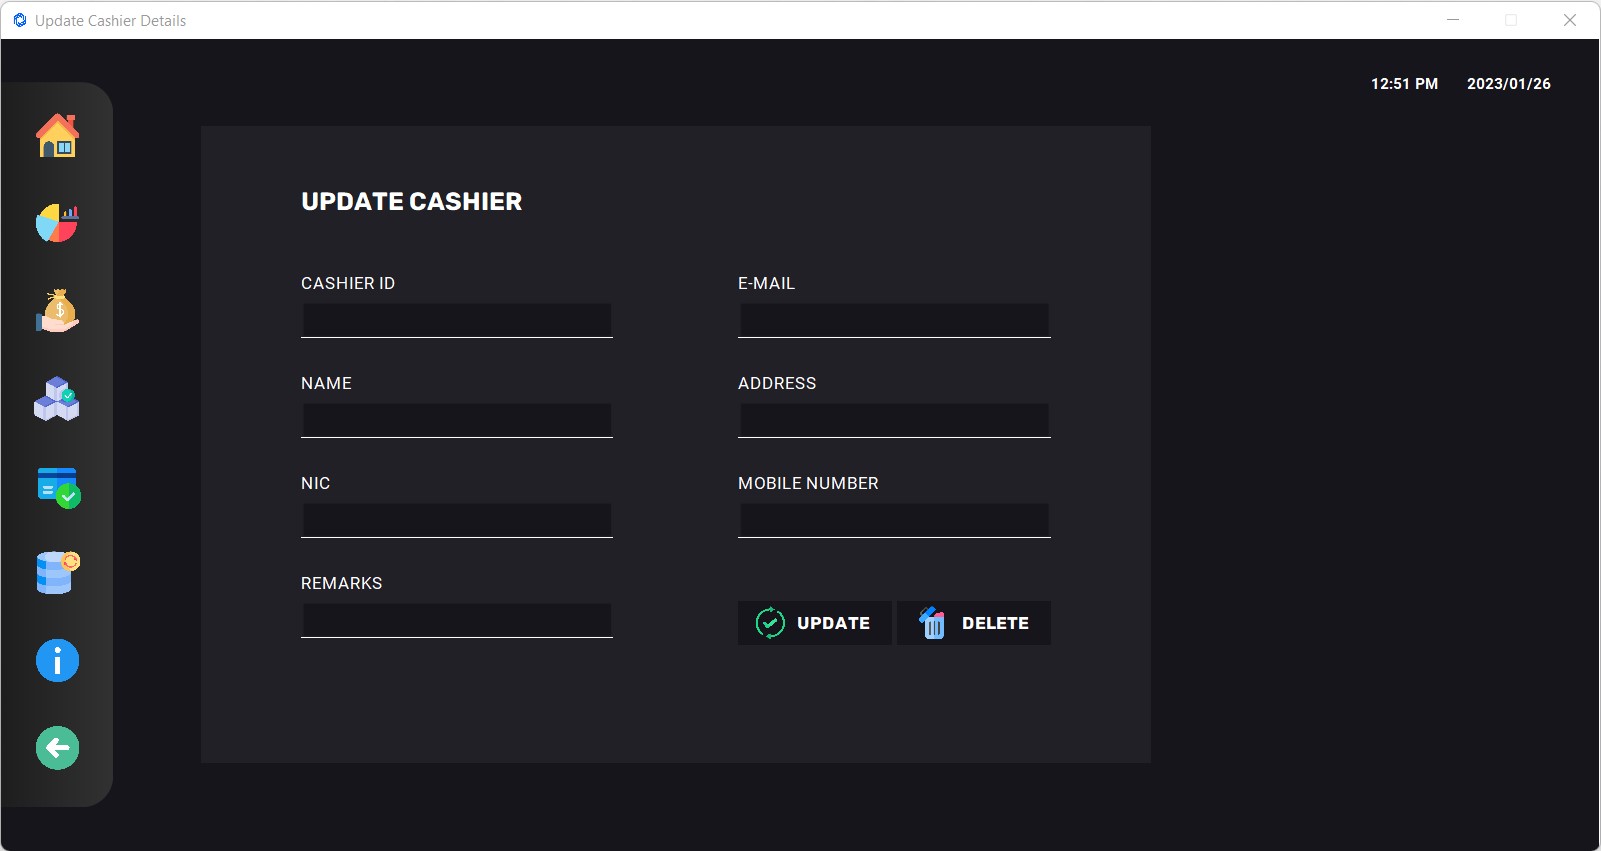 Update Cashier Details
12:51 PM 2023/01/26
UPDATE CASHIER
CASHIER ID
E-MAIL
NAME
ADDRESS
NIC
MOBILE NUMBER
REMARKS
UPDATE
DELETE